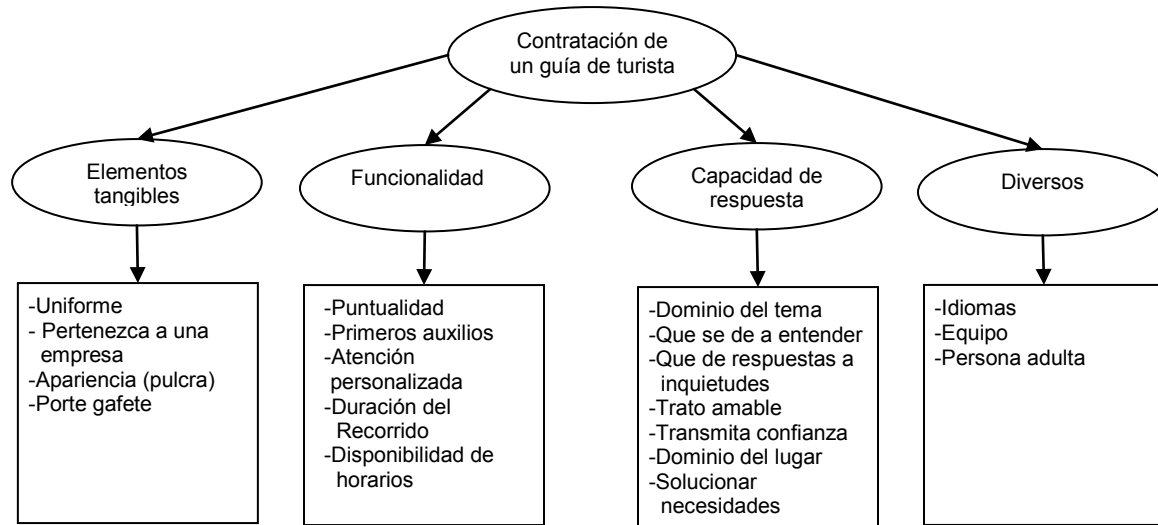 Contratación de
un guía de turista
Elementos
tangibles
Funcionalidad
Capacidad de
respuesta
Diversos
-Uniforme
- Pertenezca a una
empresa
-Apariencia (pulcra)
-Porte gafete
-Puntualidad
-Primeros auxilios
-Atención
personalizada
-Duración del
Recorrido
-Disponibilidad de
horarios
-Dominio del tema
-Que se de a entender
-Que de respuestas a
inquietudes
-Trato amable
-Transmita confianza
-Dominio del lugar
-Solucionar
necesidades
-Idiomas
-Equipo
-Persona adulta